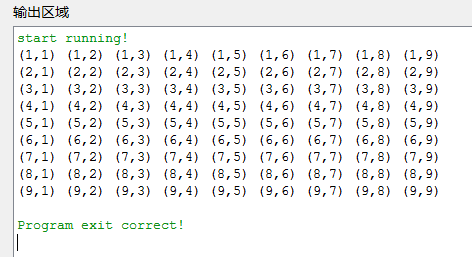 输出区域
start running!
(1,1) (1,2) (1,3) (1,4) (1,5) (1,6) (1,7) (1,8) (1,9)
(2,1) (2,2) (2,3) (2,4) (2,5) (2,6) (2,7) (2,8) (2,9)
(3,1) (3,2) (3,3) (3,4) (3,5) (3,6) (3,7) (3,8) (3,9)
(4,1) (4,2) (4,3) (4,4) (4,5) (4,6) (4,7) (4,8) (4,9)
(5,1) (5,2) (5,3) (5,4) (5,5) (5,6) (5,7) (5,8) (5,9)
(6,1) (6,2) (6,3) (6,4) (6,5) (6,6) (6,7) (6,8) (6,9)
(7,1) (7,2) (7,3) (7,4) (7,5) (7,6) (7,7) (7,8) (7,9)
(8,1) (8,2) (8,3) (8,4) (8,5) (8,6) (8,7) (8,8) (8,9)
(9,1) (9,2) (9,3) (9,4) (9,5) (9,6) (9,7) (9,8) (9,9)
Program exit correct!